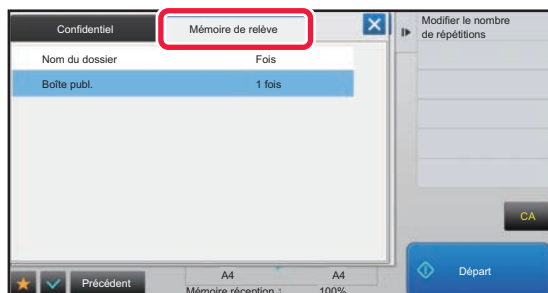 Confidentiel
Mémoire de relève
Modifier le nombre
de répétitions
Nom du dossier
Fois
Boîte publ.
1 fois
CA
Précédent
A4
A4
Mémoire réception :
100%
Départ